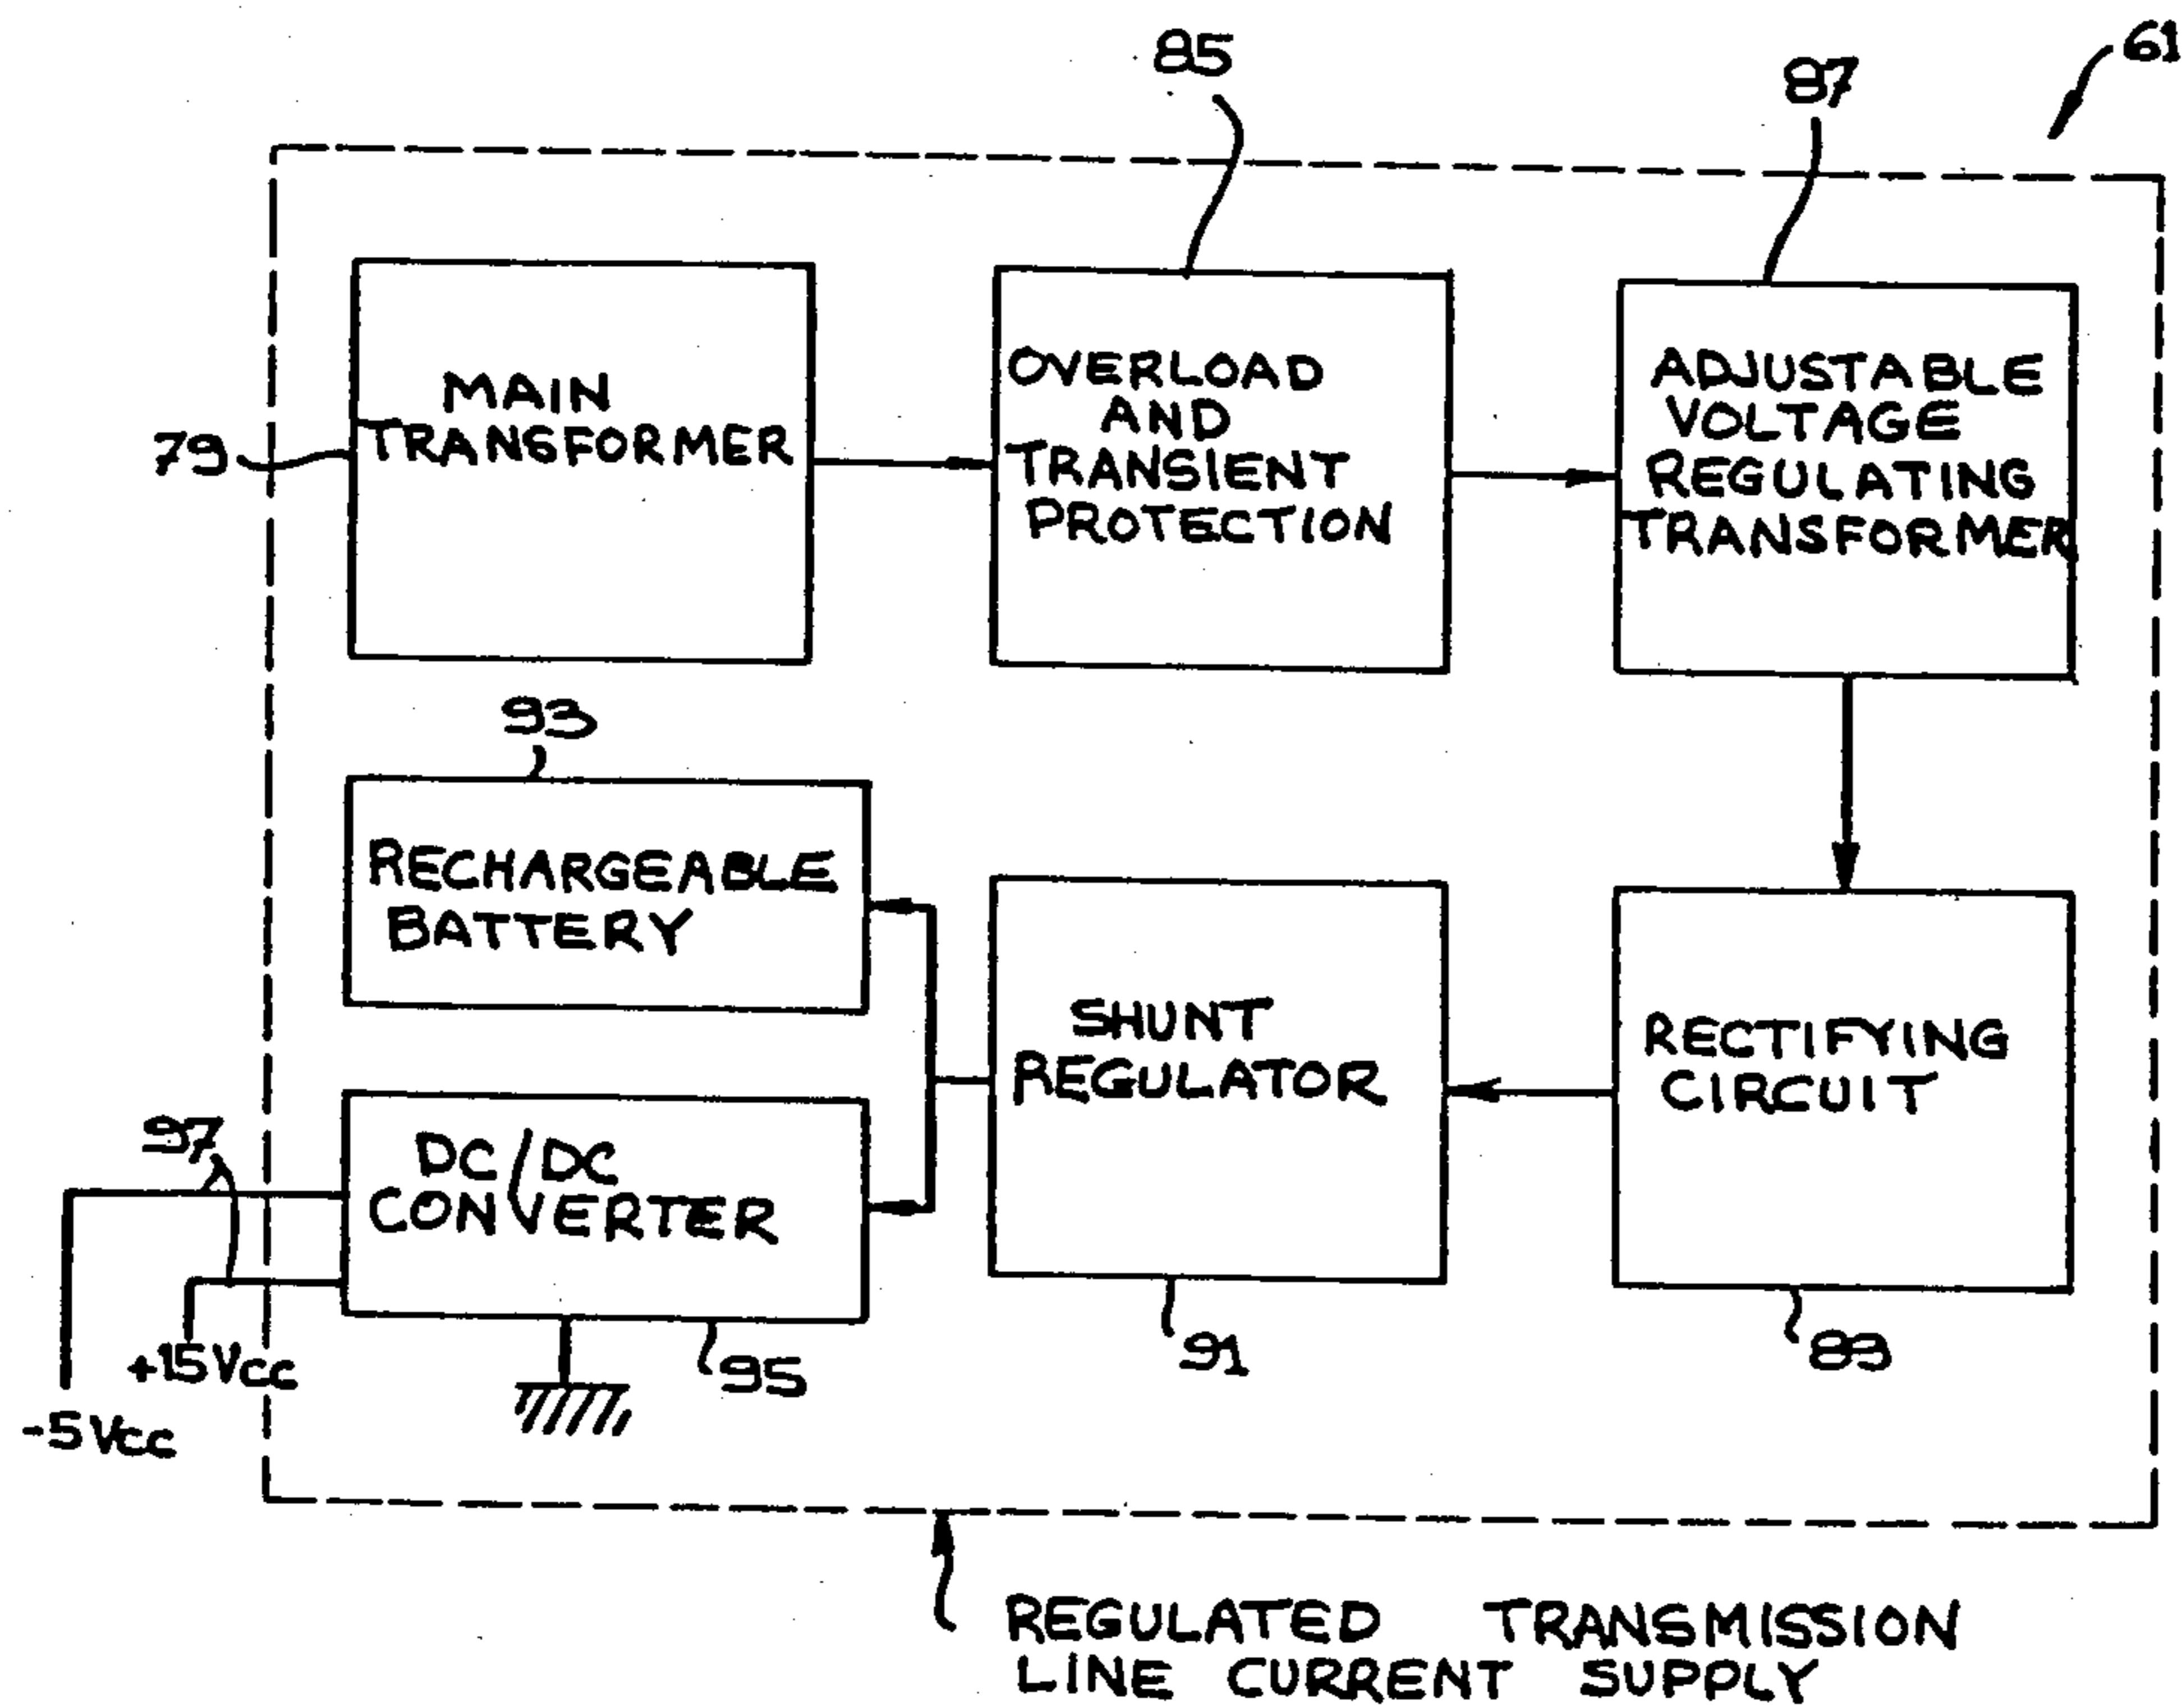 85
87
61
MAIN
TRANSFORMER
79
OVERLOAD
AND
TRANSIENT
PROTECTION
ADJUSTABLE
VOLTAGE
REGULATING
TRANSFORMER
93
RECHARGEABLE
BATTERY
SHUNT
REGULATOR
RECTIFYING
CIRCUIT
97
DC/DC
CONVERTER
+15Vcc
-5Vcc
95
91
89
REGULATED TRANSMISSION
LINE CURRENT SUPPLY